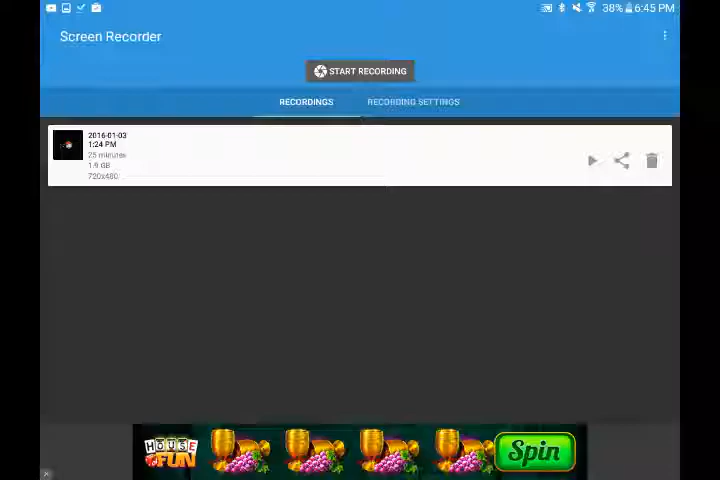 38% 6:45 PM
Screen Recorder
START RECORDING
RECORDINGS
RECORDING SETTINGS
2016-01-03
1:24 PM
25 minutes
1.9 GB
720x480
HOUSE
OF FUN
Spin